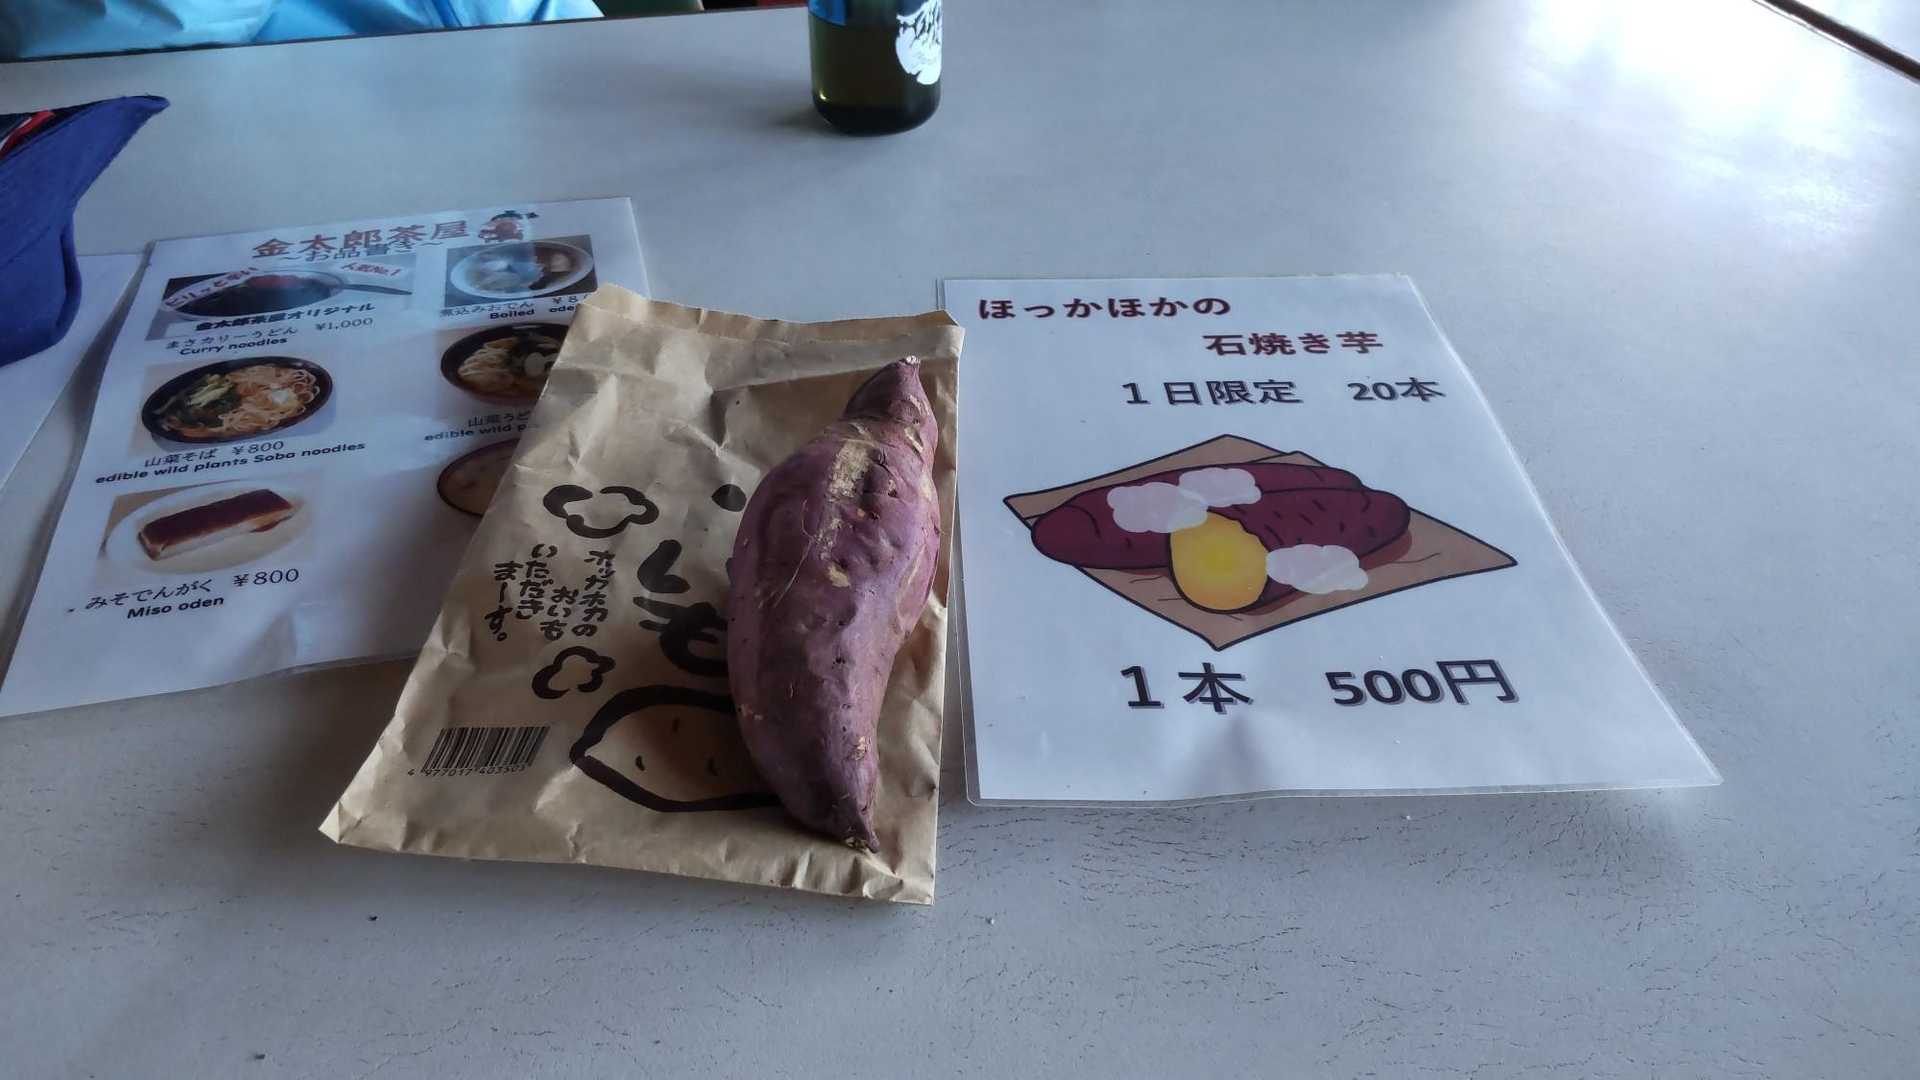 金太郎茶屋
～お品書き～
ピリッと辛い
人気No.1
金太郎茶屋オリジナル
まさカリーうどん ¥1,000
Curry noodles
煮込みおでん ¥8
Boiled oden
山菜そば ¥800
edible wild plants Soba noodles
山菜うど
edible wild p
みそでんがく ¥800
Miso oden
ホッカホカの
おいも
いただき
まーす。
4 977017 403503
ほっかほかの
石焼き芋
1日限定 20本
1本 500円